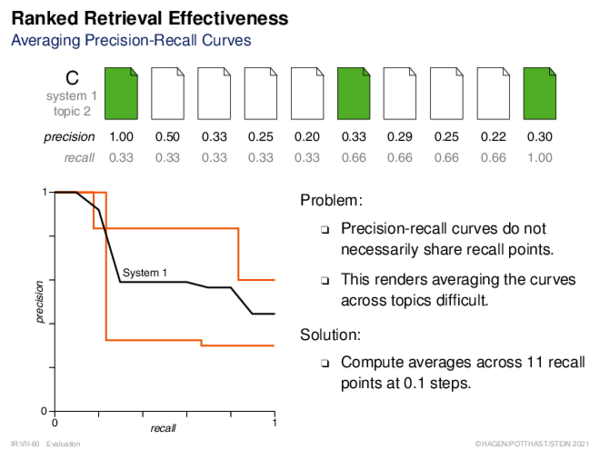 Ranked Retrieval Effectiveness
Averaging Precision-Recall Curves
C
system 1
topic 2
precision 1.00 0.50 0.33 0.25 0.20 0.33 0.29 0.25 0.22 0.30
recall 0.33 0.33 0.33 0.33 0.33 0.66 0.66 0.66 0.66 1.00
1
System 1
precision
0
0
recall
1
Problem:
❑ Precision-recall curves do not
necessarily share recall points.
❑ This renders averaging the curves
across topics difficult.
Solution:
❑ Compute averages across 11 recall
points at 0.1 steps.
IR:VII-60 Evaluation
©HAGEN/POTTHAST/STEIN 2021